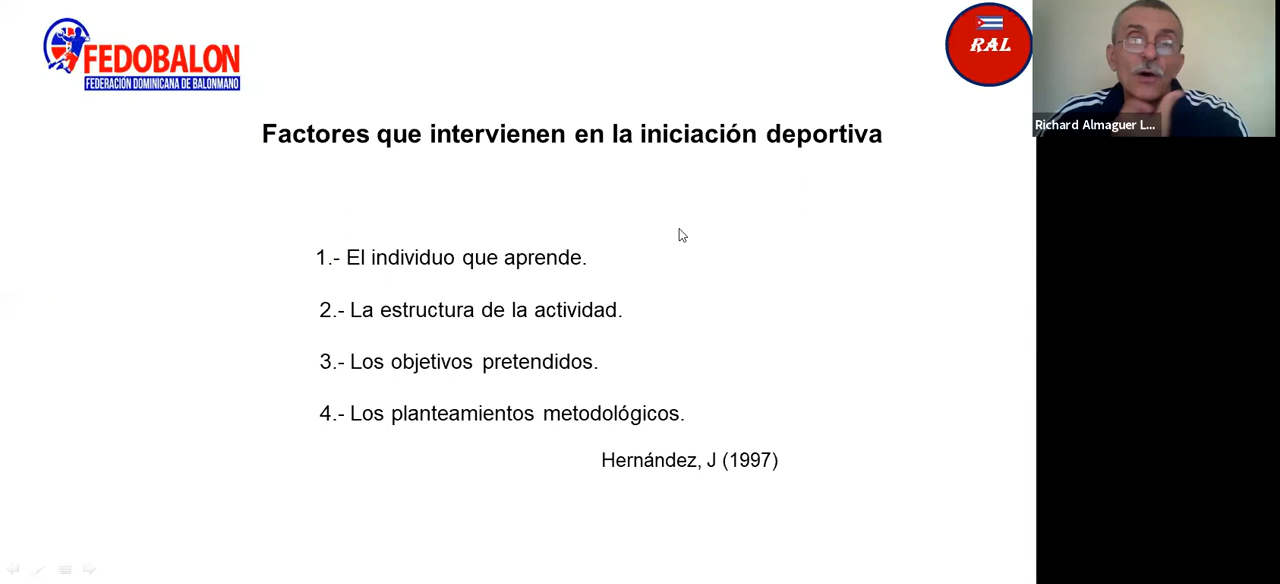 FEDOBALON
FEDERACIÓN DOMINICANA DE BALONMANO
RAL
Richard Almaguer L...
Factores que intervienen en la iniciación deportiva
1.- El individuo que aprende.
2.- La estructura de la actividad.
3.- Los objetivos pretendidos.
4.- Los planteamientos metodológicos.
Hernández, J (1997)